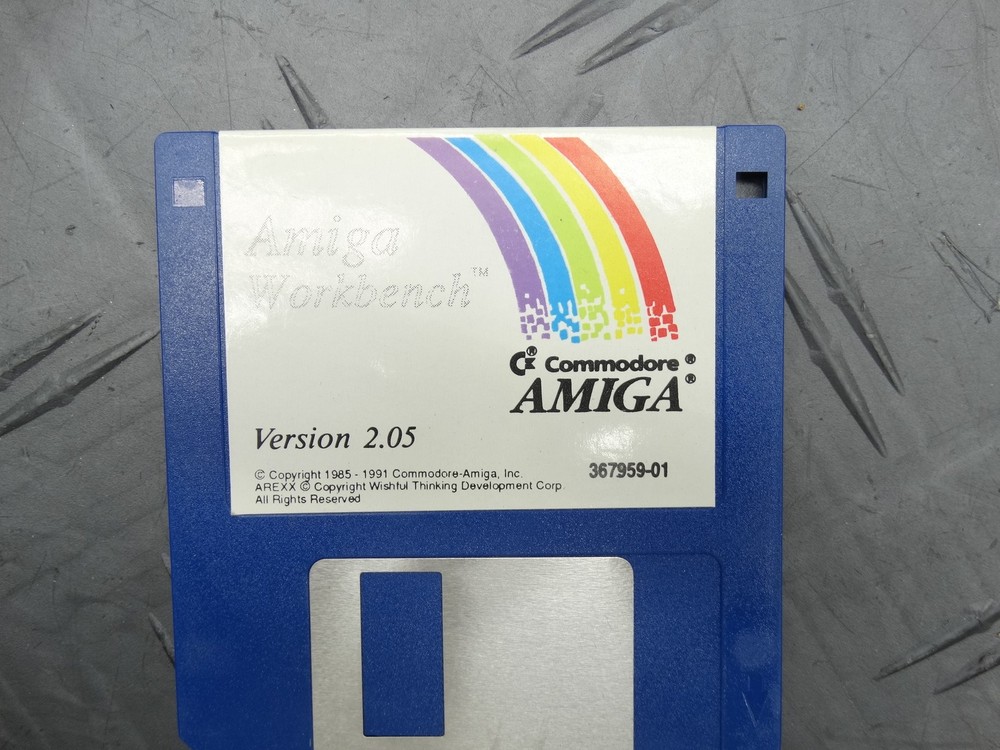 Amiga
Workbench™
C® Commodore®
AMIGA®
Version 2.05
367959-01
© Copyright 1985 - 1991 Commodore-Amiga, Inc.
AREXX © Copyright Wishful Thinking Development Corp.
All Rights Reserved